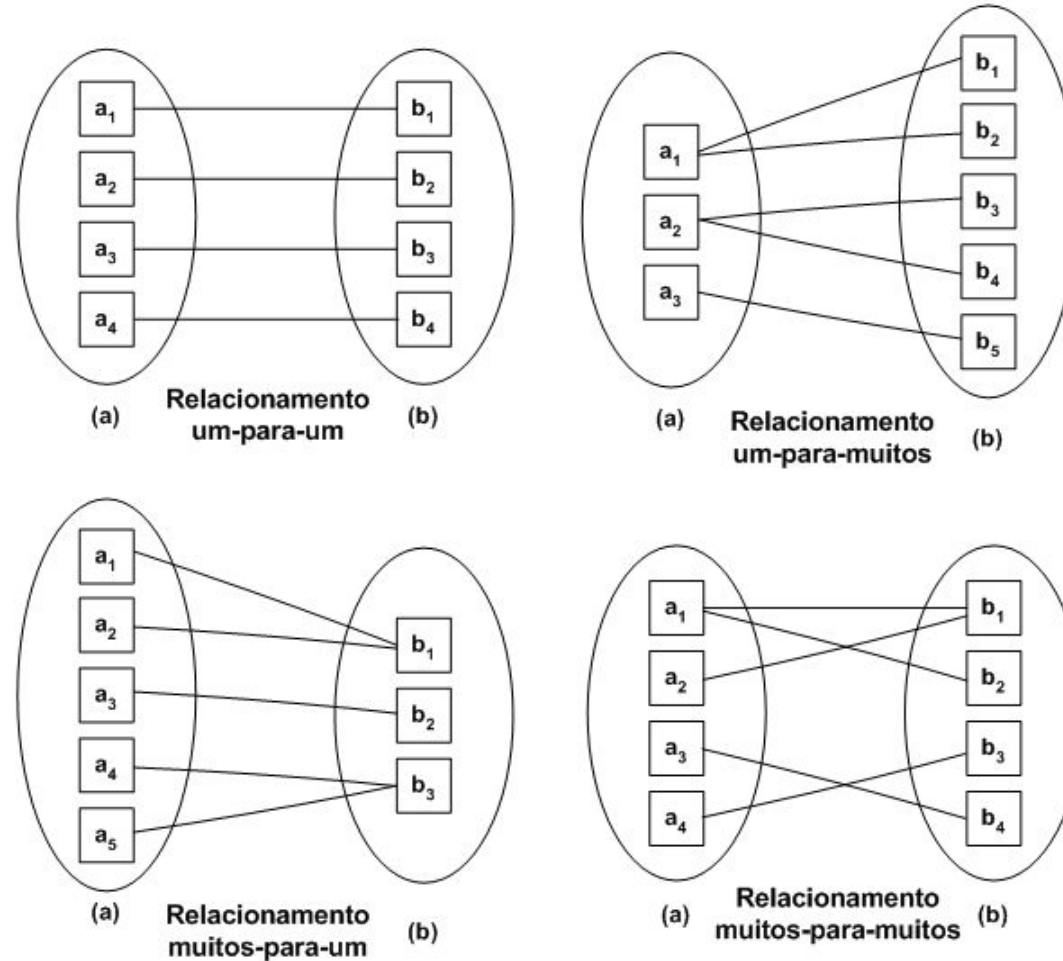 a1
a2
a3
a4
b1
b2
b3
b4
(a)
Relacionamento
um-para-um
(b)
a1
a2
a3
b1
b2
b3
b4
b5
(a)
Relacionamento
um-para-muitos
(b)
a1
a2
a3
a4
a5
b1
b2
b3
(a)
Relacionamento
muitos-para-um
(b)
a1
a2
a3
a4
b1
b2
b3
b4
(a)
Relacionamento
muitos-para-muitos
(b)